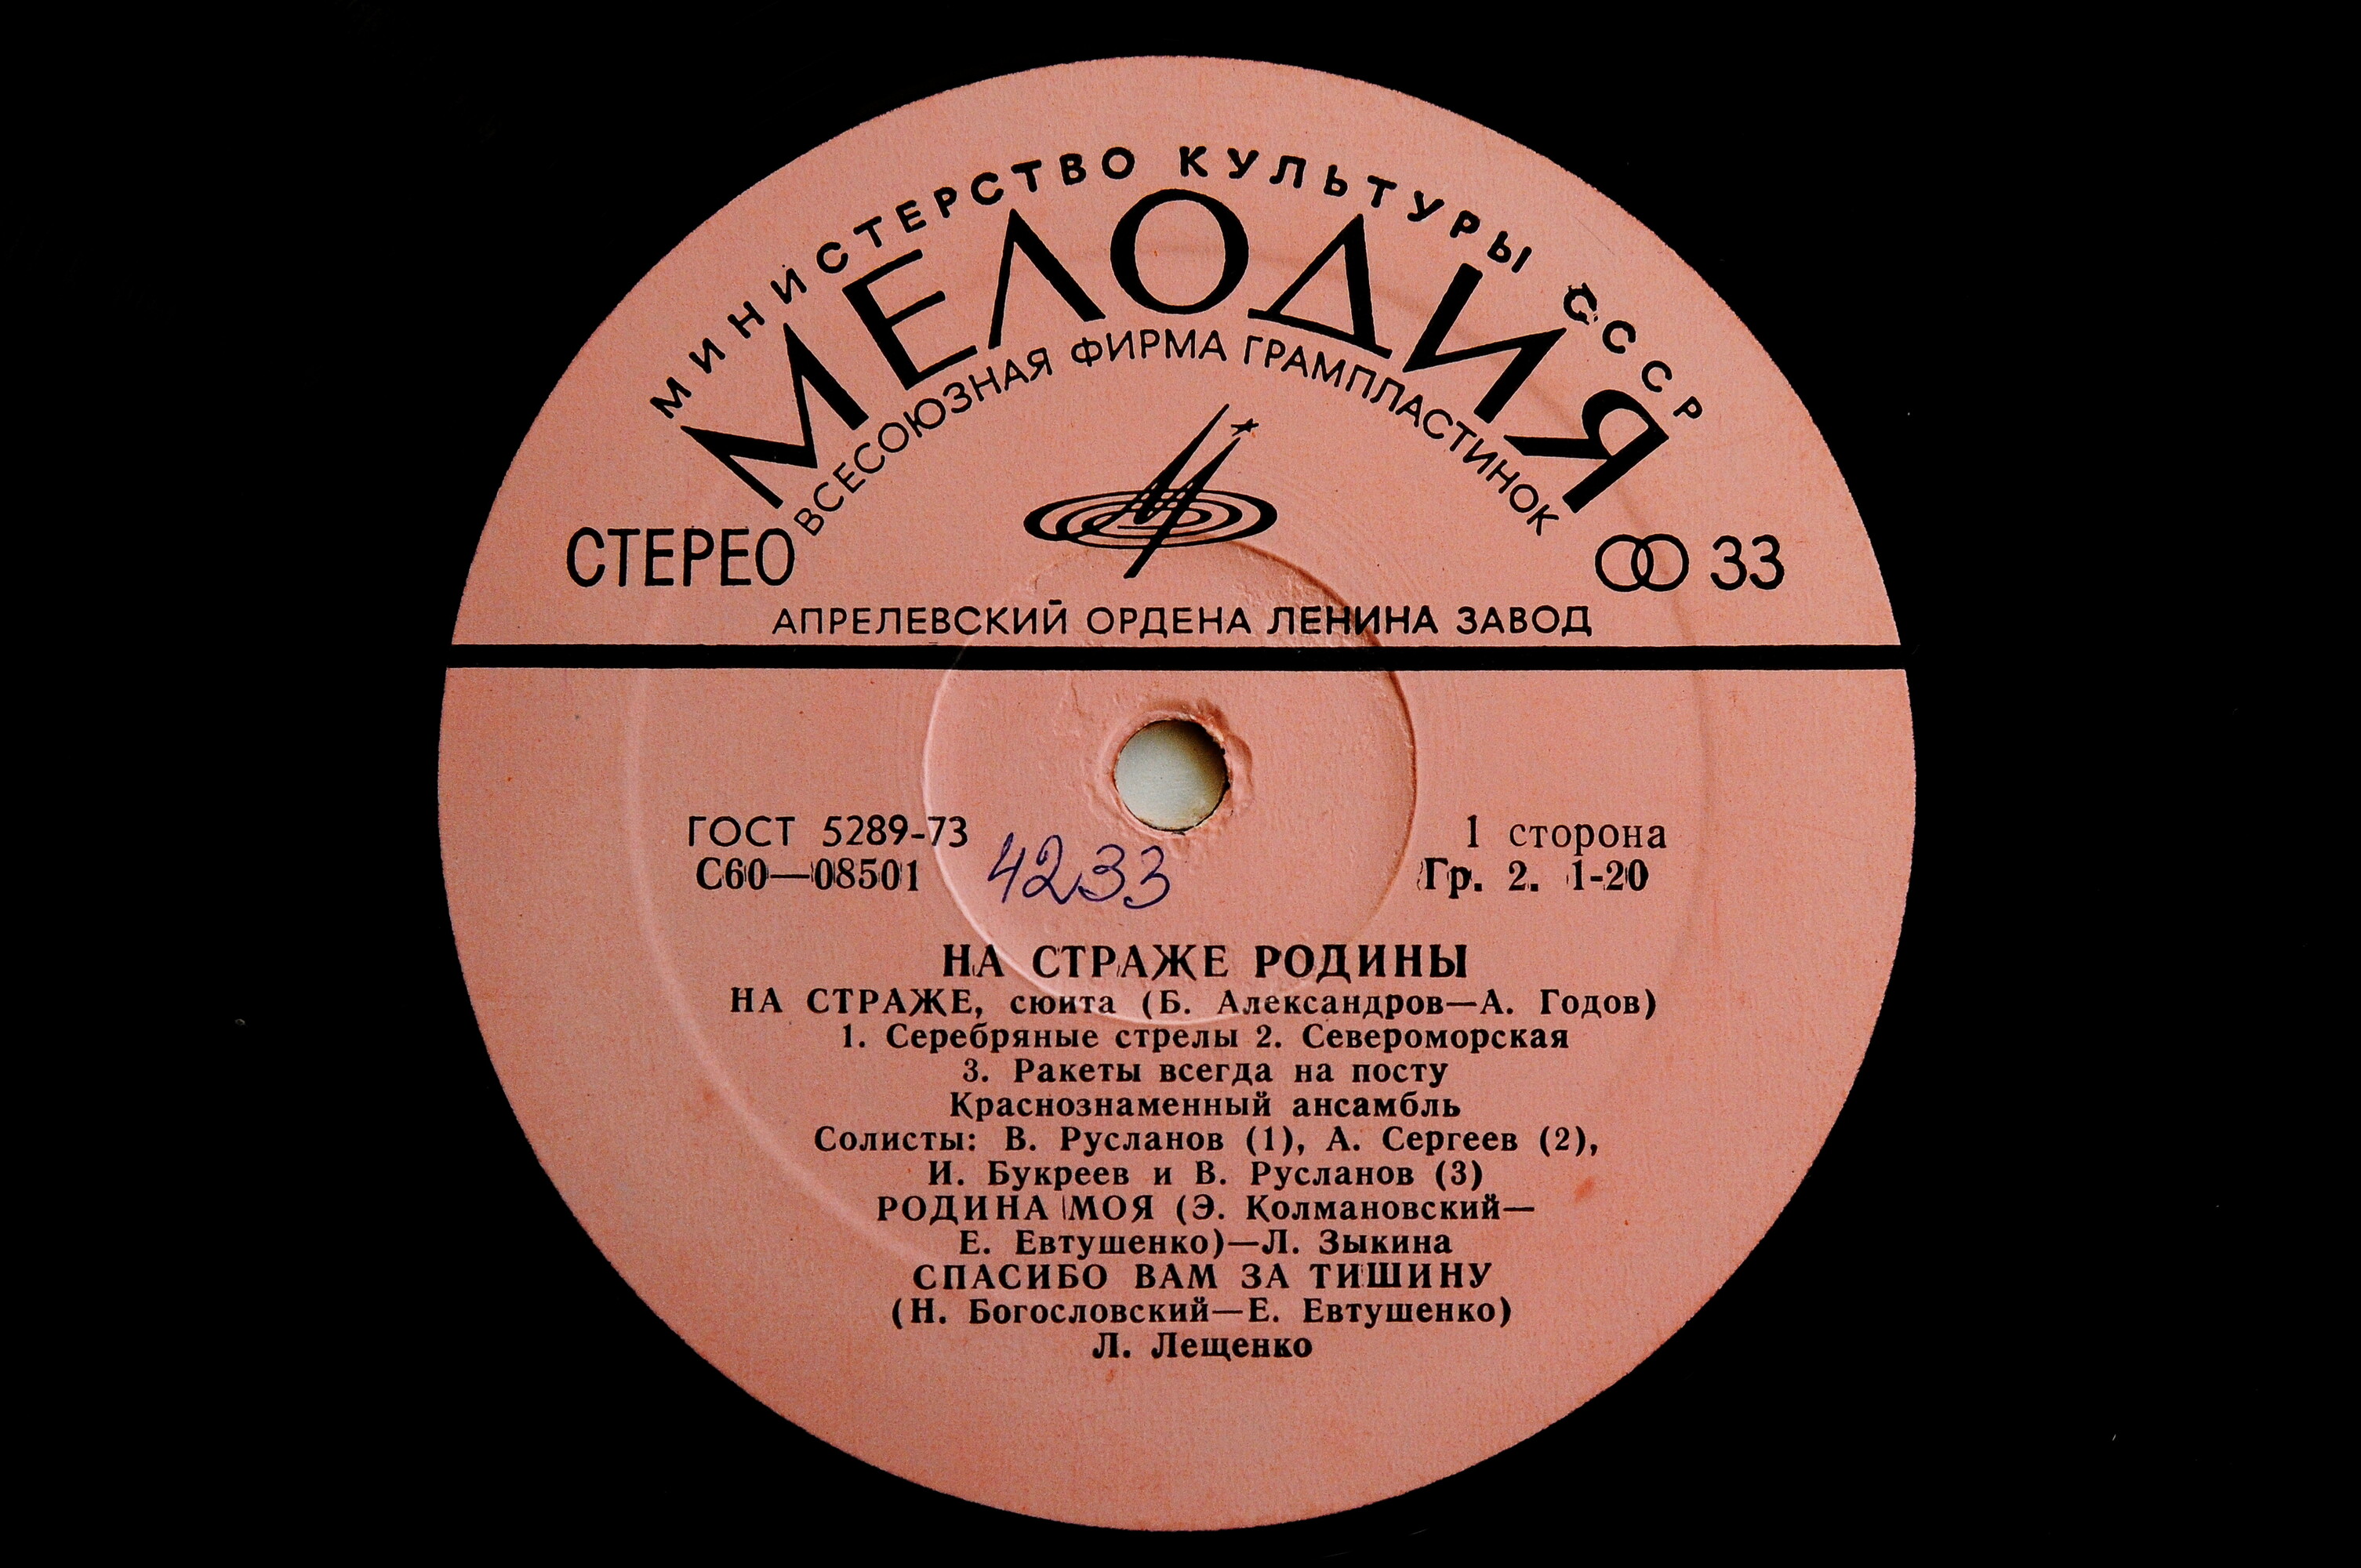 МИНИСТЕРСТВО КУЛЬТУРЫ СССР
МЕЛОДИЯ
ВСЕСОЮЗНАЯ ФИРМА ГРАМПЛАСТИНОК
СТЕРЕО 33
АПРЕЛЕВСКИЙ ОРДЕНА ЛЕНИНА ЗАВОД
ГОСТ 5289-73 1 сторона
С60—08501 4233 Гр. 2. 1-20
НА СТРАЖЕ РОДИНЫ
НА СТРАЖЕ, сюита (Б. Александров—А. Годов)
1. Серебряные стрелы 2. Североморская
3. Ракеты всегда на посту
Краснознаменный ансамбль
Солисты: В. Русланов (1), А. Сергеев (2),
И. Букреев и В. Русланов (3)
РОДИНА МОЯ (Э. Колмановский—
Е. Евтушенко)—Л. Зыкина
СПАСИБО ВАМ ЗА ТИШИНУ
(Н. Богословский—Е. Евтушенко)
Л. Лещенко